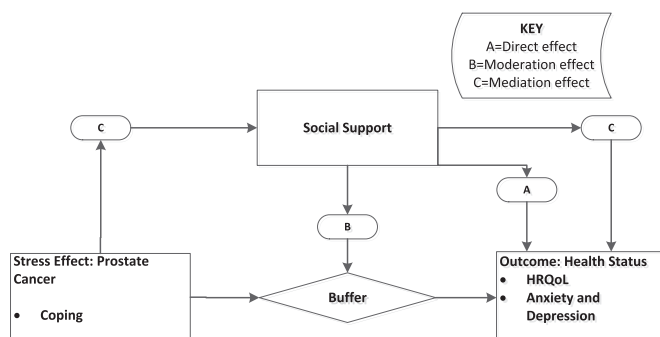 KEY
A=Direct effect
B=Moderation effect
C=Mediation effect
C
Social Support
C
A
B
Stress Effect: Prostate
Cancer
• Coping
Buffer
Outcome: Health Status
• HRQoL
• Anxiety and
Depression